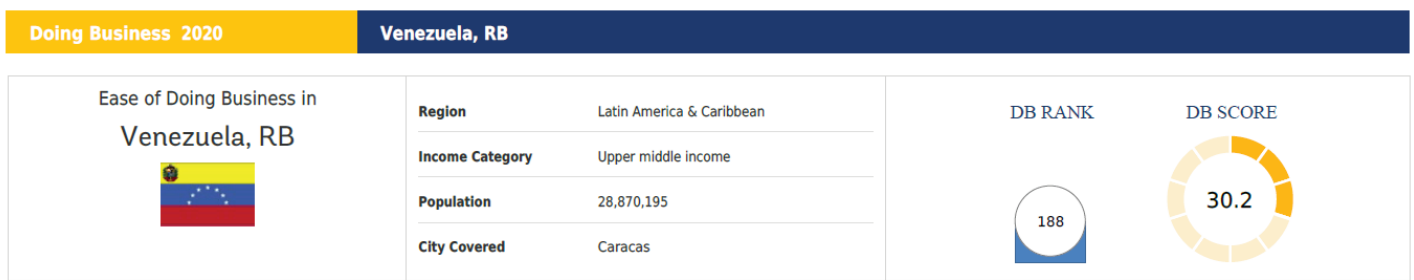 Doing Business 2020
Venezuela, RB
Ease of Doing Business in
Venezuela, RB
Region Latin America & Caribbean
Income Category Upper middle income
Population 28,870,195
City Covered Caracas
DB RANK DB SCORE
188
30.2